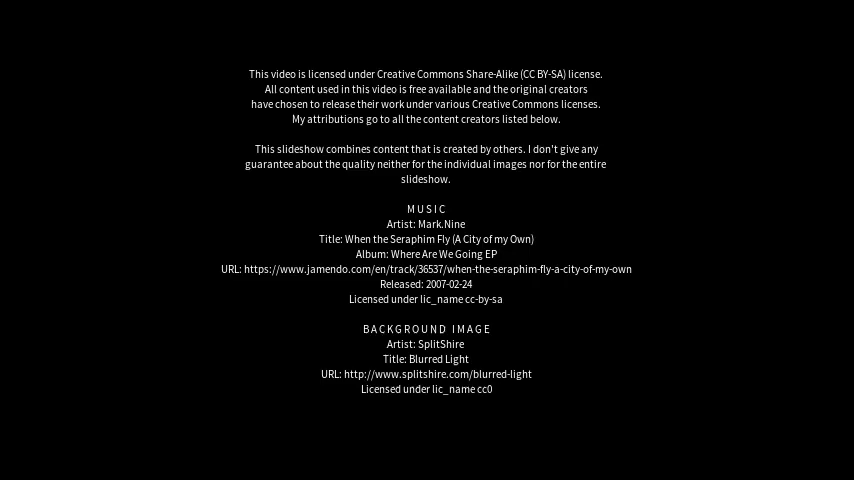 This video is licensed under Creative Commons Share-Alike (CC BY-SA) license.
All content used in this video is free available and the original creators
have chosen to release their work under various Creative Commons licenses.
My attributions go to all the content creators listed below.
This slideshow combines content that is created by others. I don't give any
guarantee about the quality neither for the individual images nor for the entire
slideshow.
MUSIC
Artist: Mark.Nine
Title: When the Seraphim Fly (A City of my Own)
Album: Where Are We Going EP
URL: https://www.jamendo.com/en/track/36537/when-the-seraphim-fly-a-city-of-my-own
Released: 2007-02-24
Licensed under lic_name cc-by-sa
BACKGROUND IMAGE
Artist: SplitShire
Title: Blurred Light
URL: http://www.splitshire.com/blurred-light
Licensed under lic_name cc0